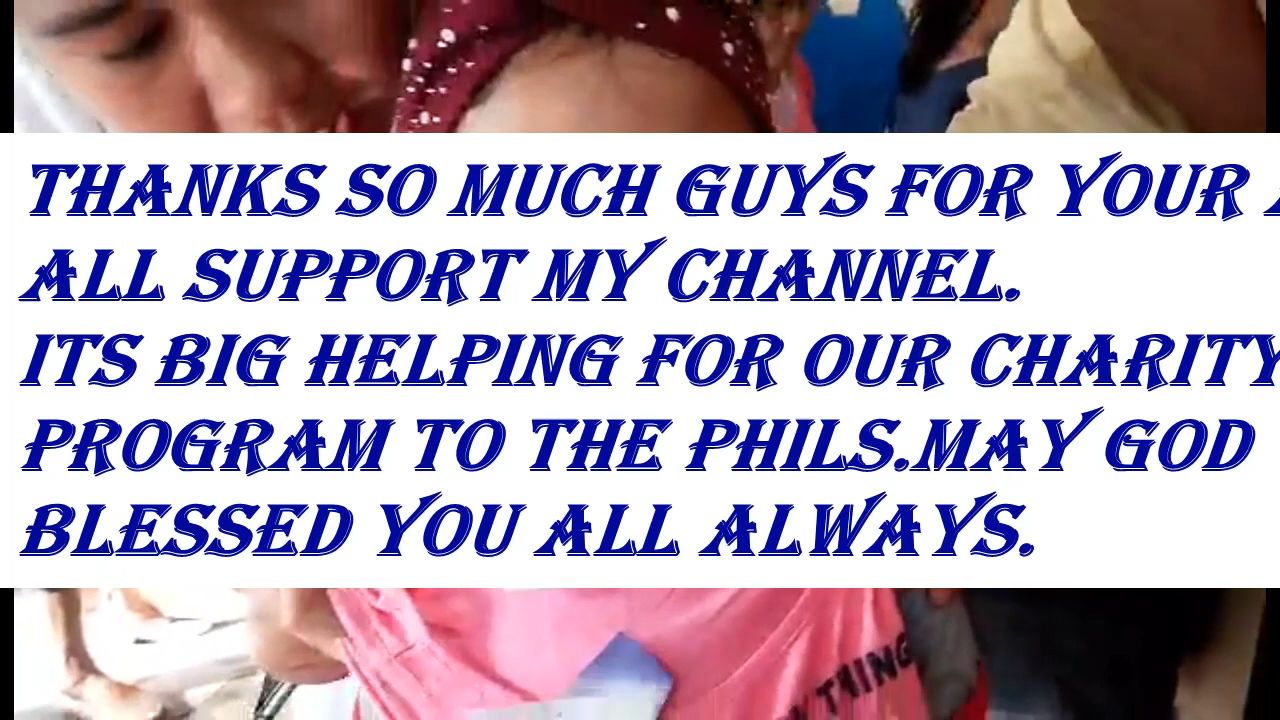 THANKS SO MUCH GUYS FOR YOUR
ALL SUPPORT MY CHANNEL.
ITS BIG HELPING FOR OUR CHARITY
PROGRAM TO THE PHILS.MAY GOD
BLESSED YOU ALL ALWAYS.
THING